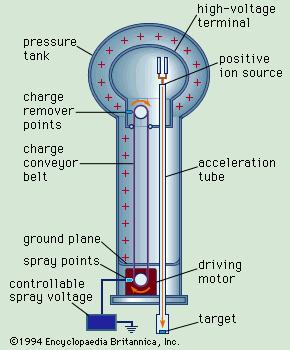 high-voltage
terminal
pressure
tank
positive
ion source
charge
remover
points
charge
conveyor
belt
acceleration
tube
ground plane
spray points
driving
motor
controllable
spray voltage
target
©1994 Encyclopaedia Britannica, Inc.